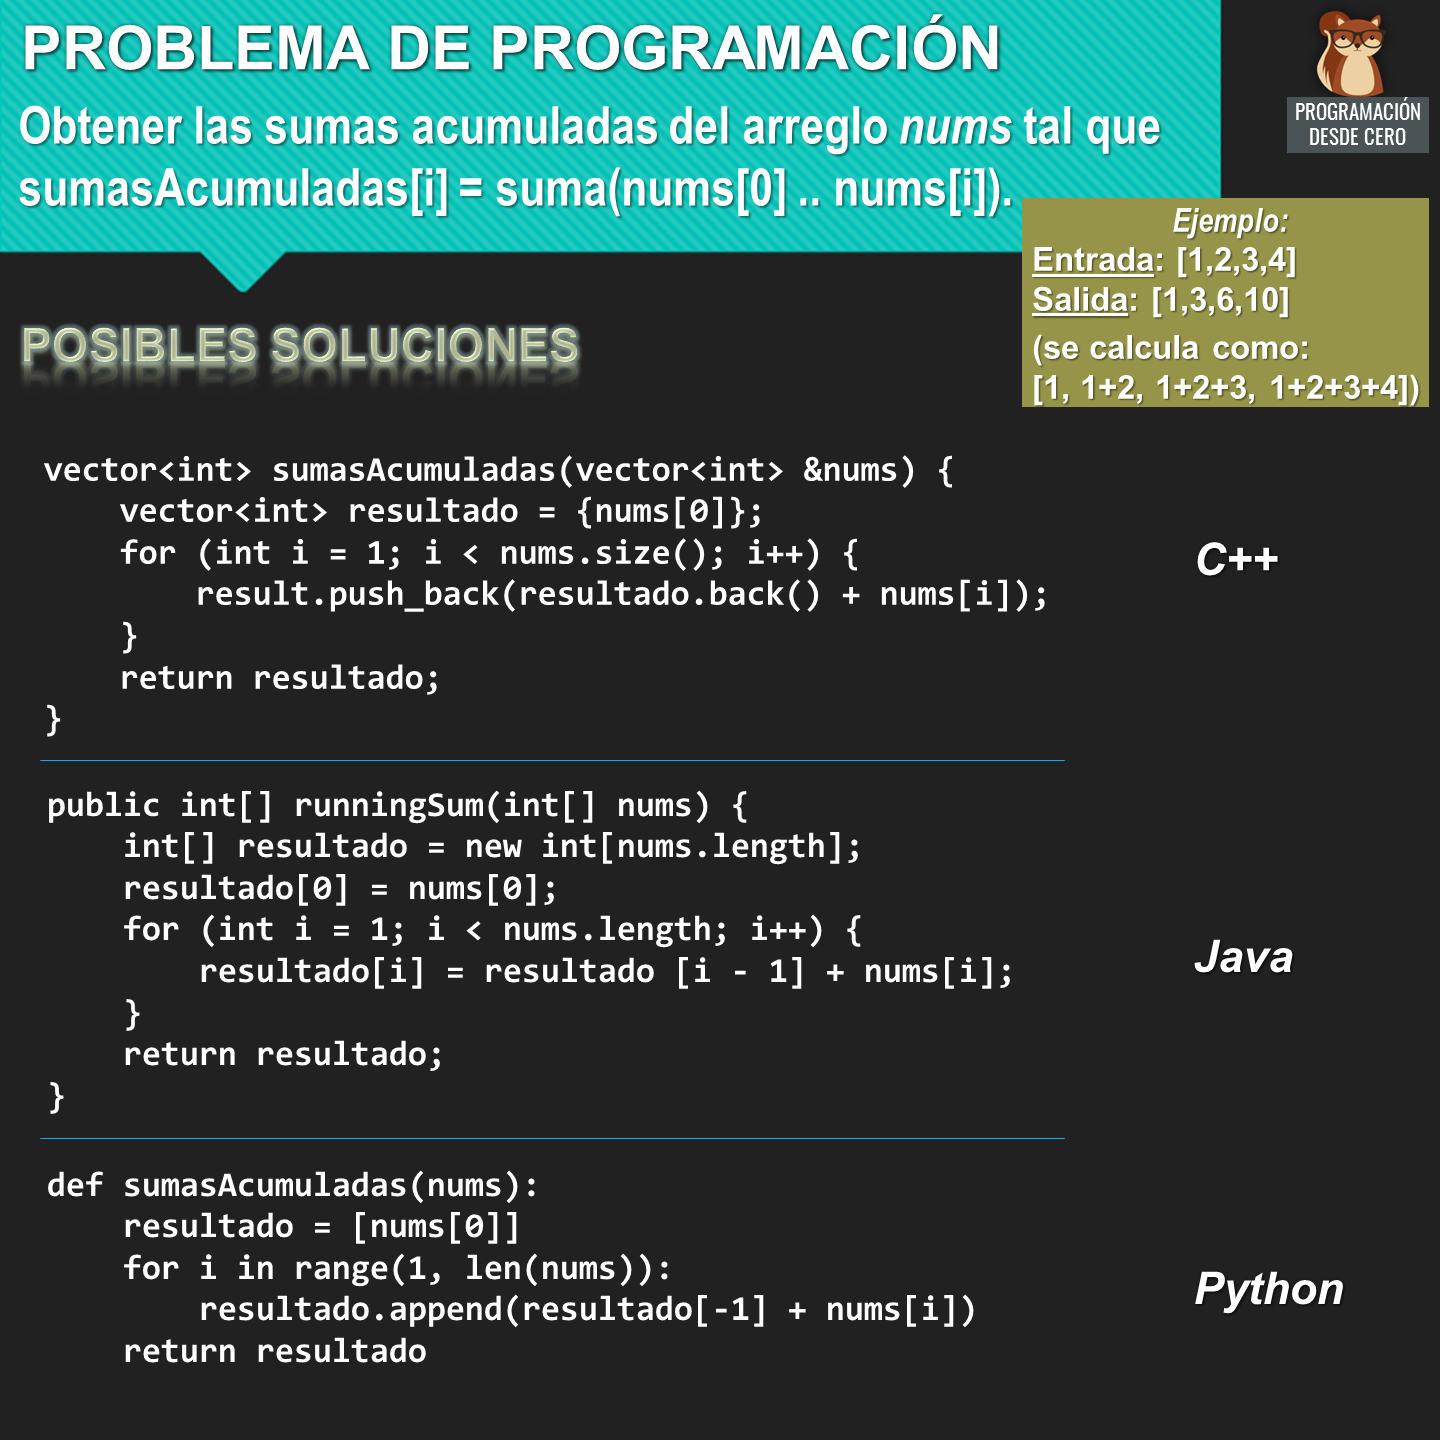 PROBLEMA DE PROGRAMACIÓN
Obtener las sumas acumuladas del arreglo nums tal que
sumasAcumuladas[i] = suma(nums[0] .. nums[i]).
PROGRAMACIÓN
DESDE CERO
Ejemplo:
Entrada: [1,2,3,4]
Salida: [1,3,6,10]
(se calcula como:
[1, 1+2, 1+2+3, 1+2+3+4])
POSIBLES SOLUCIONES
vector<int> sumasAcumuladas(vector<int> &nums) {
    vector<int> resultado = {nums[0]};
    for (int i = 1; i < nums.size(); i++) {
        result.push_back(resultado.back() + nums[i]);
    }
    return resultado;
}
C++
public int[] runningSum(int[] nums) {
    int[] resultado = new int[nums.length];
    resultado[0] = nums[0];
    for (int i = 1; i < nums.length; i++) {
        resultado[i] = resultado [i - 1] + nums[i];
    }
    return resultado;
}
Java
def sumasAcumuladas(nums):
    resultado = [nums[0]]
    for i in range(1, len(nums)):
        resultado.append(resultado[-1] + nums[i])
    return resultado
Python